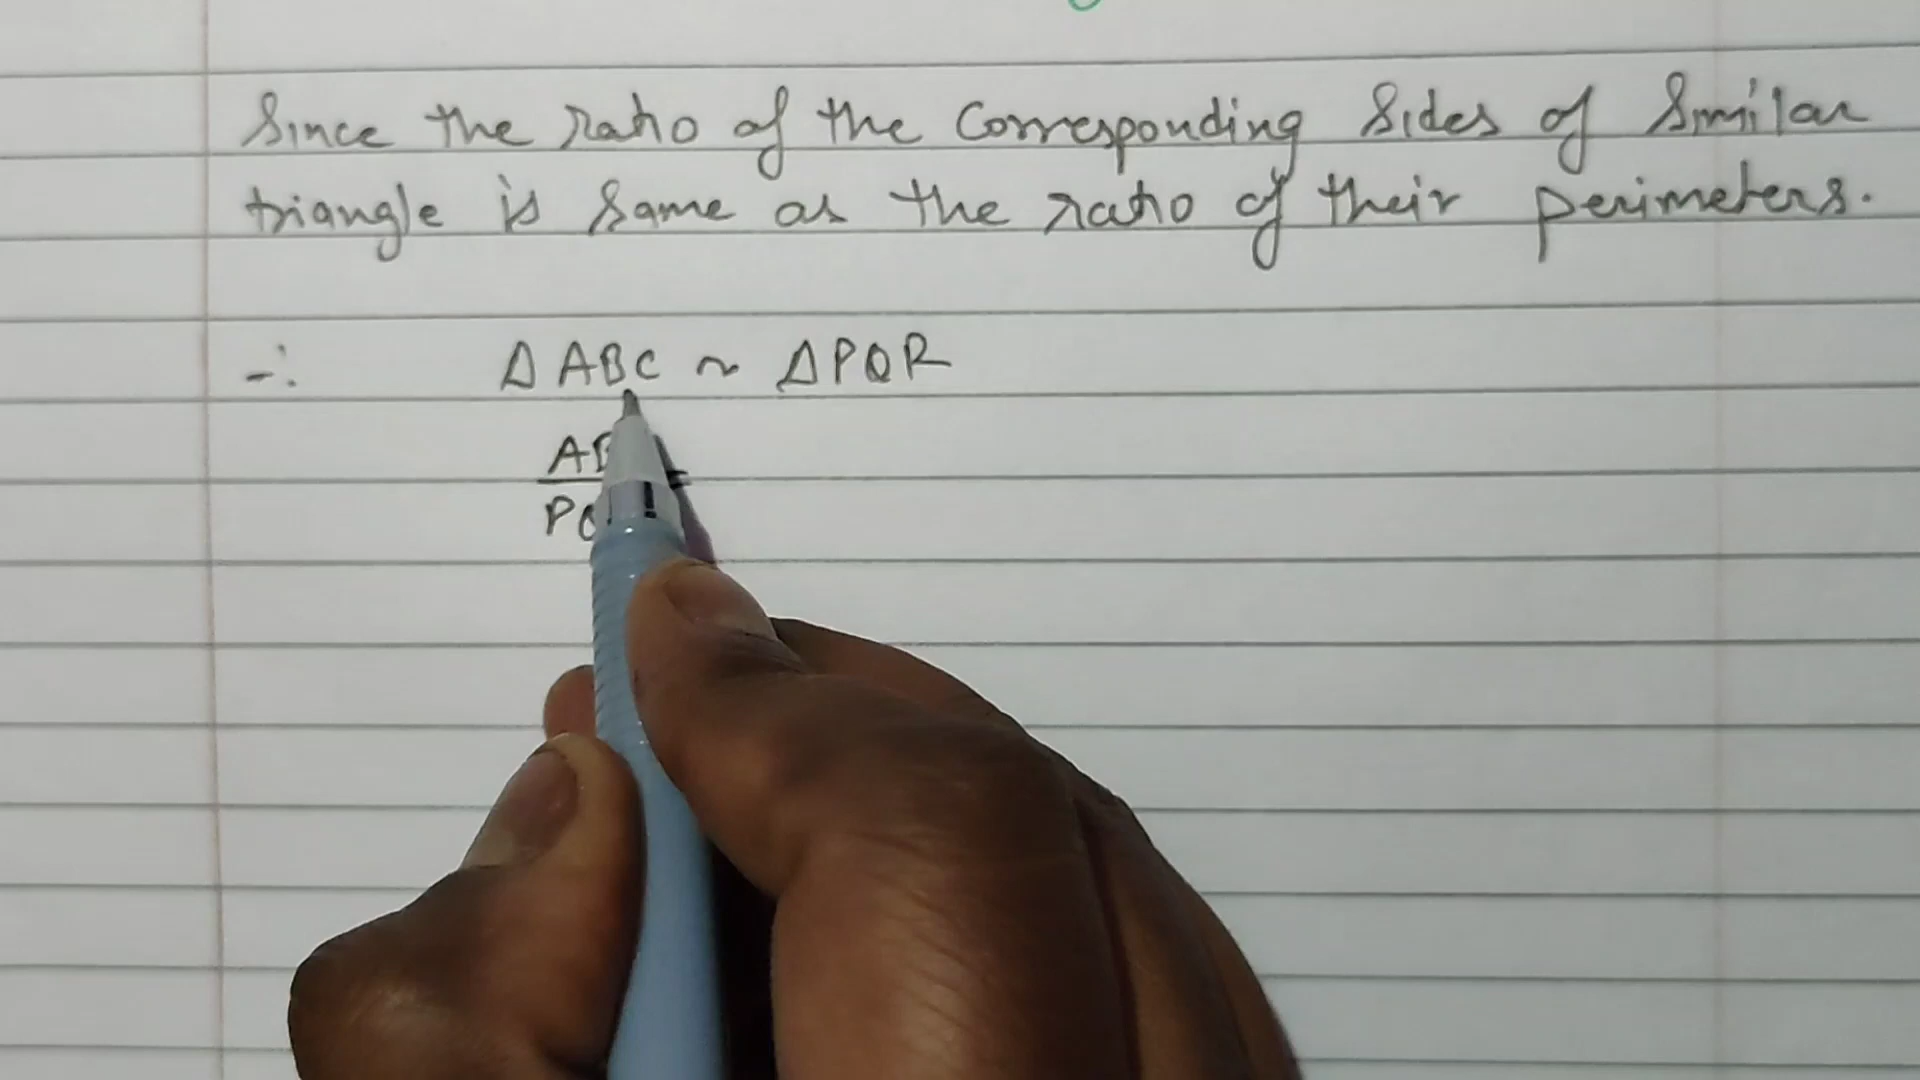 Since the ratio of the Corresponding Sides of Similar
triangle is same as the ratio of their perimeters.
∴ Δ ABC ~ ΔPQR
=